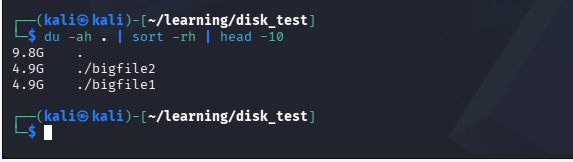 ┌──(kali㉿kali)-[~/learning/disk_test]
└─$ du -ah . | sort -rh | head -10
9.8G    .
4.9G    ./bigfile2
4.9G    ./bigfile1
┌──(kali㉿kali)-[~/learning/disk_test]
└─$